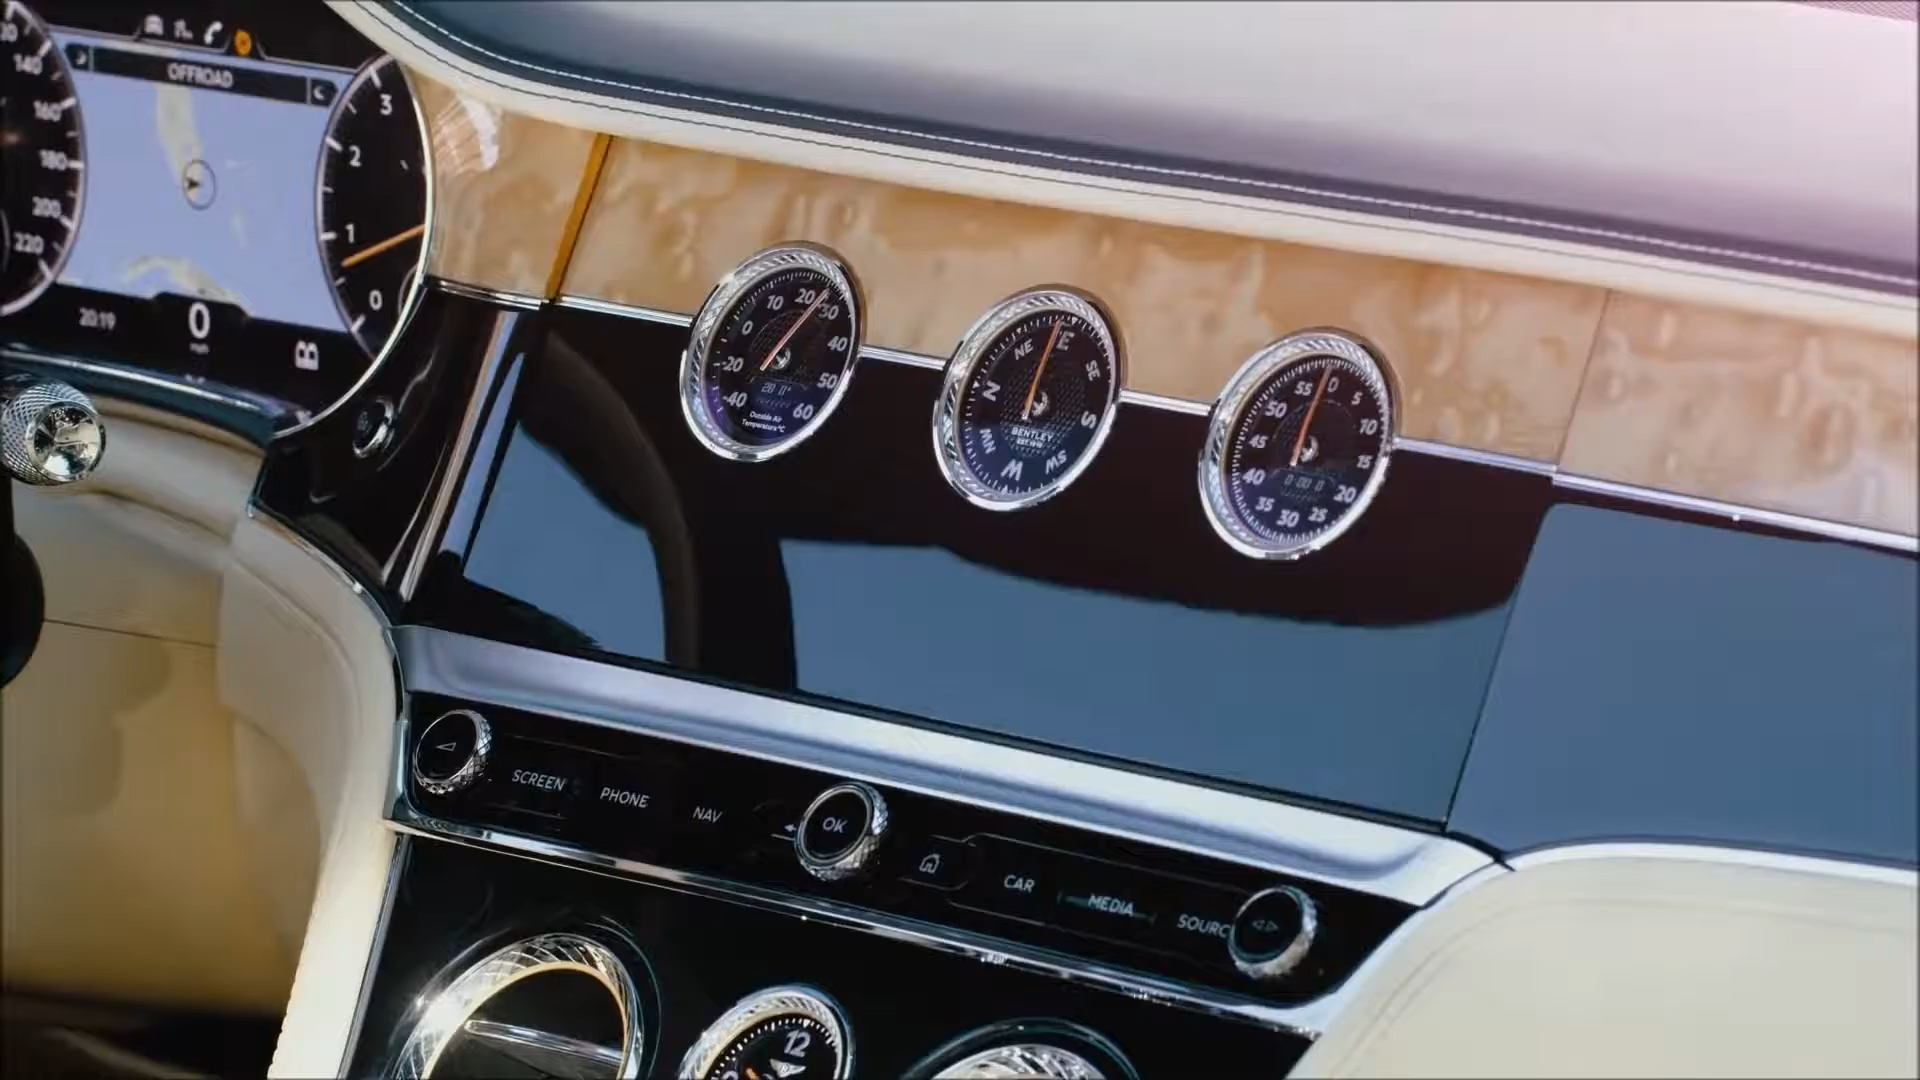 140
160
180
200
220
OFFROAD
20:19
0
mph
3
2
1
0
-40
-20
0
10
20
30
40
50
60
Outside Air
Temperature °C
N
NE
E
SE
S
SW
W
NW
BENTLEY
0
5
10
15
20
25
30
35
40
45
50
55
SCREEN
PHONE
NAV
OK
CAR
MEDIA
SOURC
12